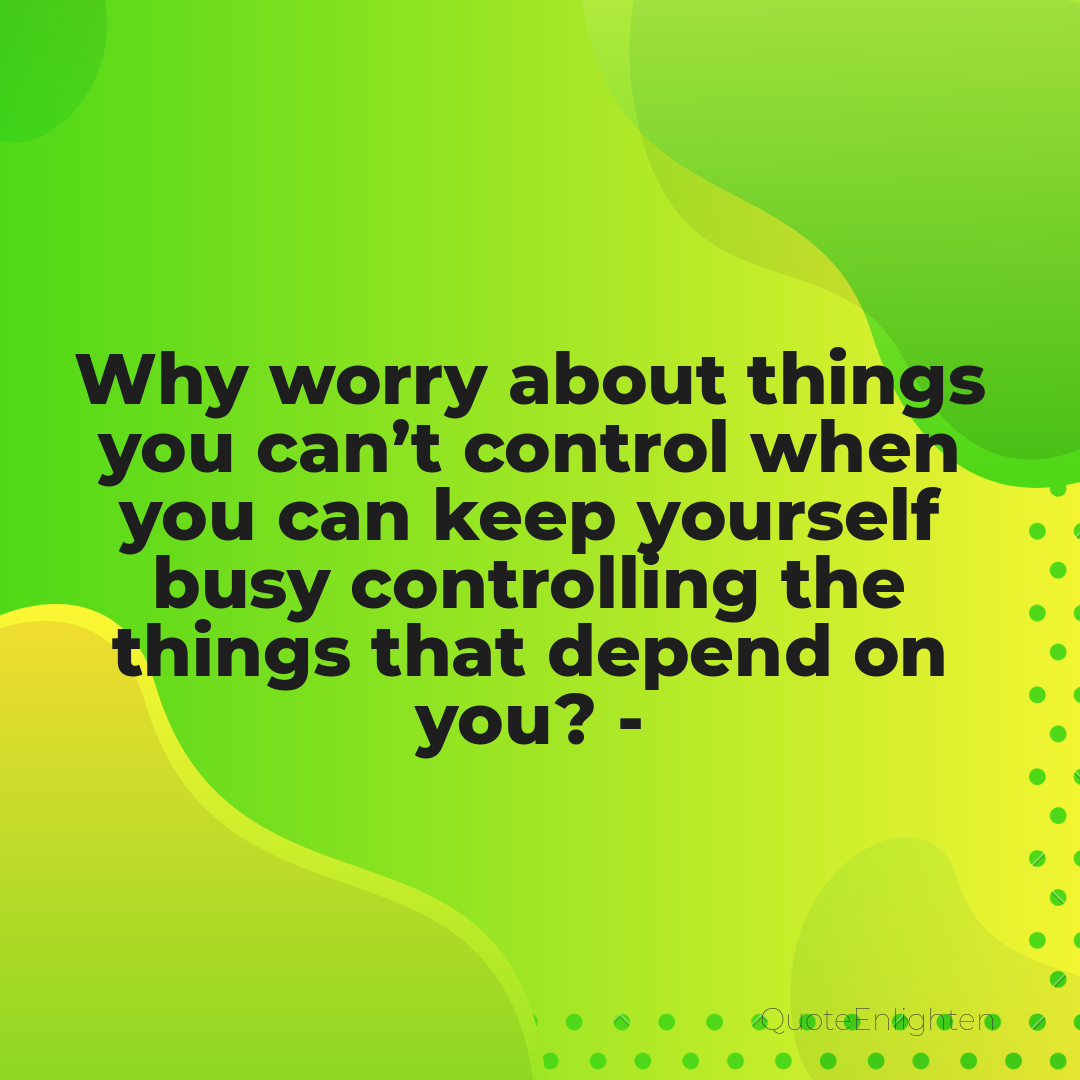 Why worry about things
you can’t control when
you can keep yourself
busy controlling the
things that depend on
you? -
QuoteEnlighten